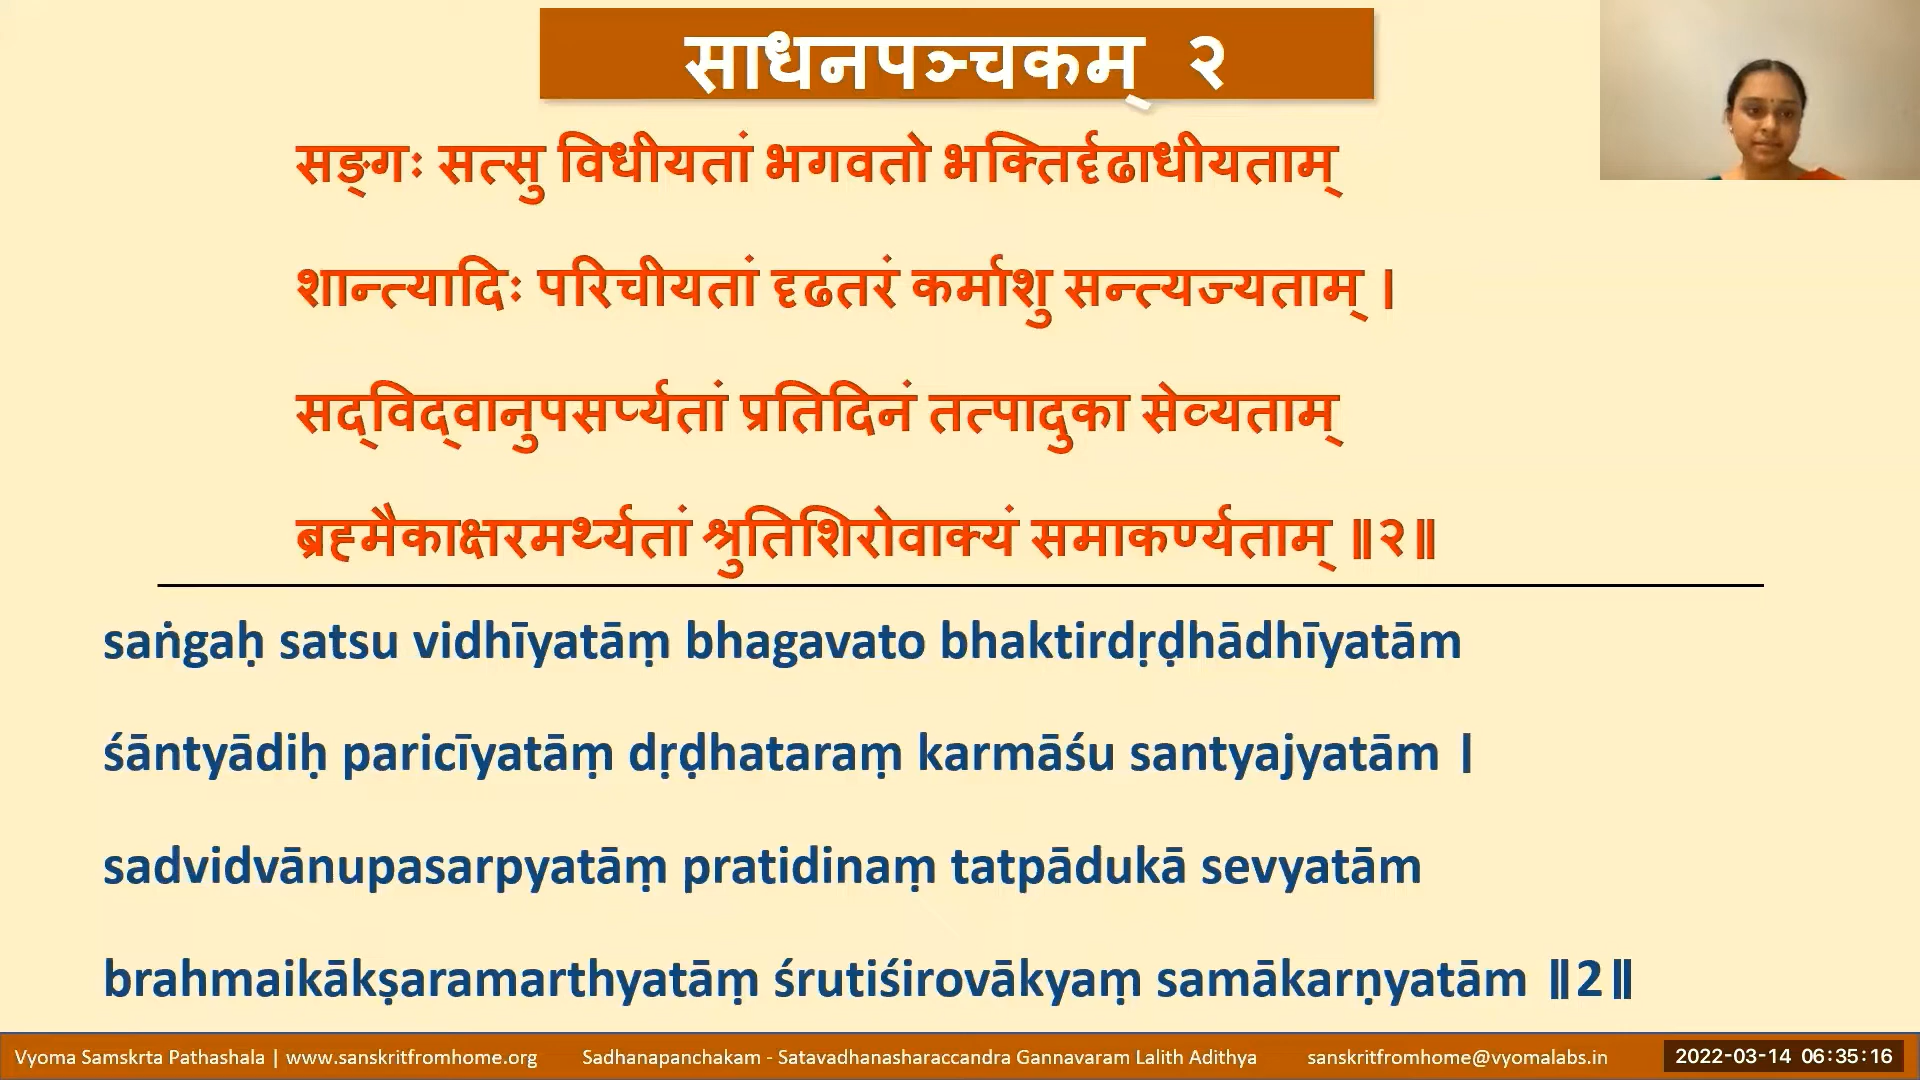 साधनपञ्चकम् २
सङ्गः सत्सु विधीयतां भगवतो भक्तिर्दृढाधीयताम्
शान्त्यादिः परिचीयतां दृढतरं कर्माशु सन्त्यज्यताम् ।
सद्विद्वानुपसर्प्यतां प्रतिदिनं तत्पादुका सेव्यताम्
ब्रह्मैकाक्षरमर्थ्यतां श्रुतिशिरोवाक्यं समाकर्ण्यताम् ॥२॥
saṅgaḥ satsu vidhīyatāṃ bhagavato bhaktirdṛḍhādhīyatām
śāntyādiḥ paricīyatāṃ dṛḍhataraṃ karmāśu santyajyatām ।
sadvidvānupasarpyatāṃ pratidinaṃ tatpādukā sevyatām
brahmaikākṣaramarthyatāṃ śrutiśirovākyaṃ samākarṇyatām ॥2॥
Vyoma Samskrta Pathashala | www.sanskritfromhome.org Sadhanapanchakam - Satavadhanasharaccandra Gannavaram Lalith Adithya sanskritfromhome@vyomalabs.in 2022-03-14 06:35:16